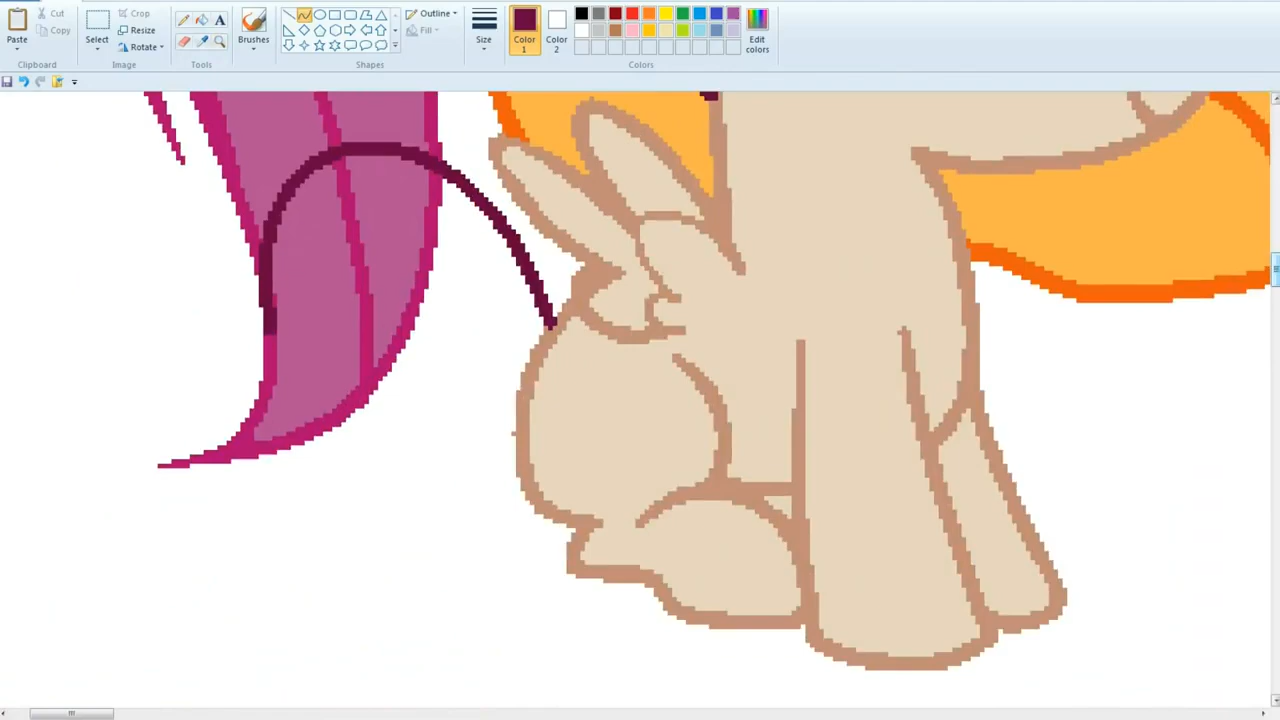 Paste
Cut
Copy
Clipboard
Select
Crop
Resize
Rotate
Image
A
Tools
Brushes
Outline
Fill
Shapes
Size
Color 1
Color 2
Edit colors
Colors